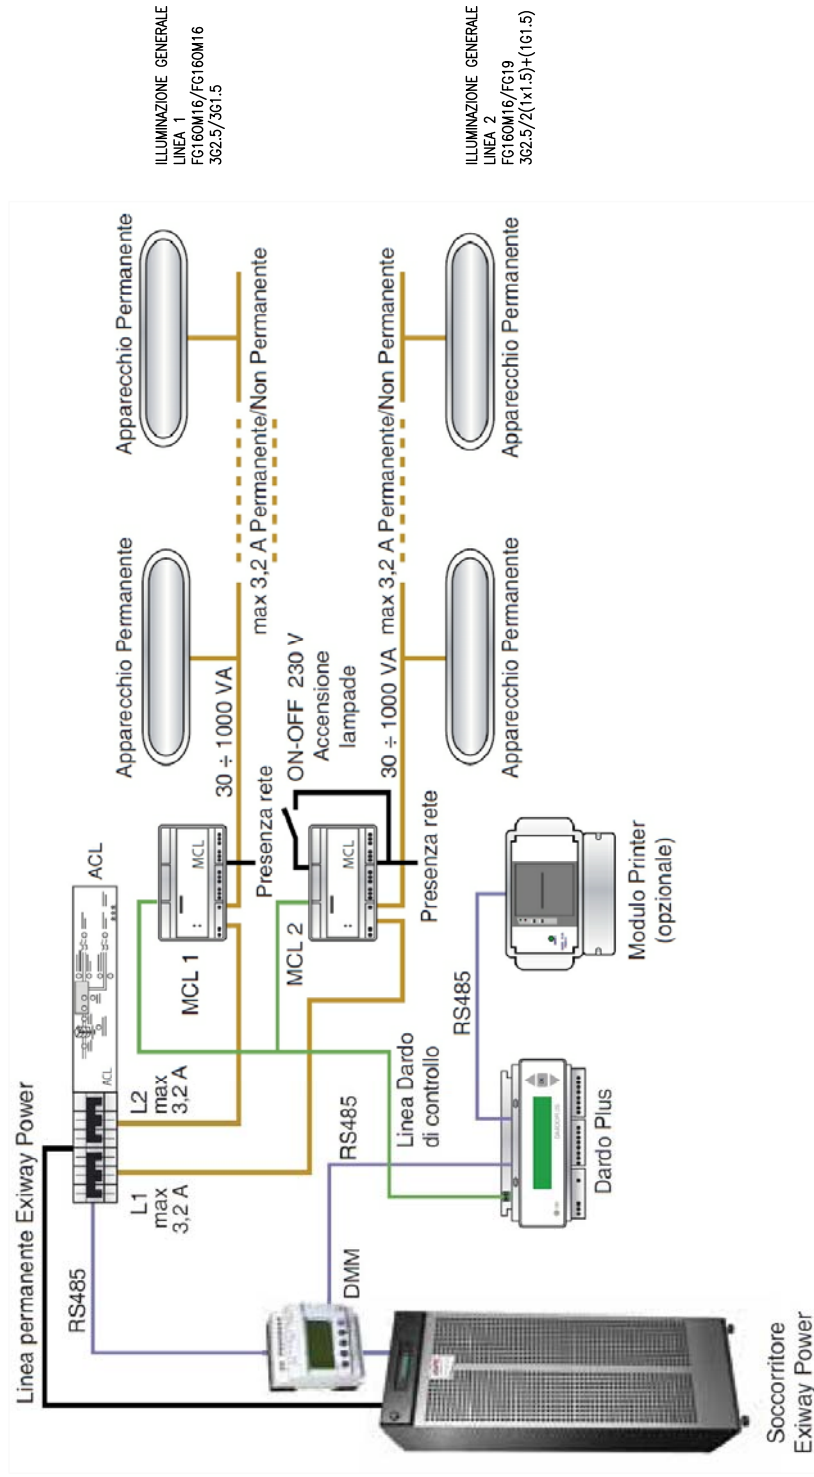 ILLUMINAZIONE GENERALE
LINEA 1
FG16OM16/FG16OM16
3G2.5/3G1.5
ILLUMINAZIONE GENERALE
LINEA 2
FG16OM16/FG19
3G2.5/2(1x1.5)+(1G1.5)
Linea permanente Exiway Power
ACL
ACL
RS485
L1
max
3,2 A
L2
max
3,2 A
MCL 1
MCL
Presenza rete
30 ÷ 1000 VA
max 3,2 A Permanente/Non Permanente
Apparecchio Permanente
Apparecchio Permanente
MCL 2
MCL
Presenza rete
ON-OFF 230 V
Accensione
lampade
30 ÷ 1000 VA max 3,2 A Permanente/Non Permanente
Apparecchio Permanente
Apparecchio Permanente
DMM
RS485
Linea Dardo
di controllo
RS485
Dardo Plus
Modulo Printer
(opzionale)
Soccorritore
Exiway Power